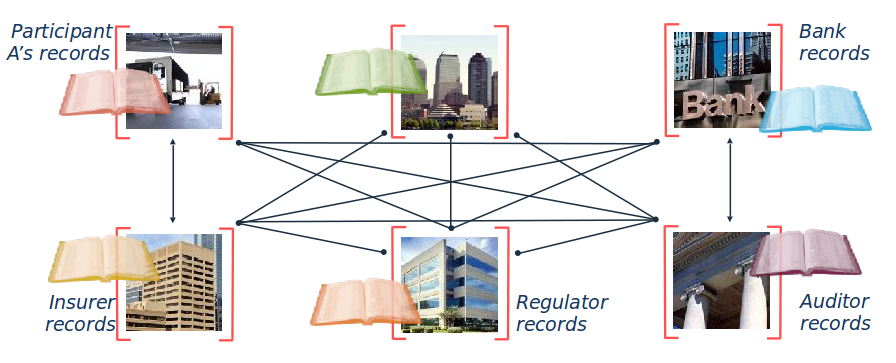 Participant
A’s records
Bank
records
Bank
Insurer
records
Regulator
records
Auditor
records